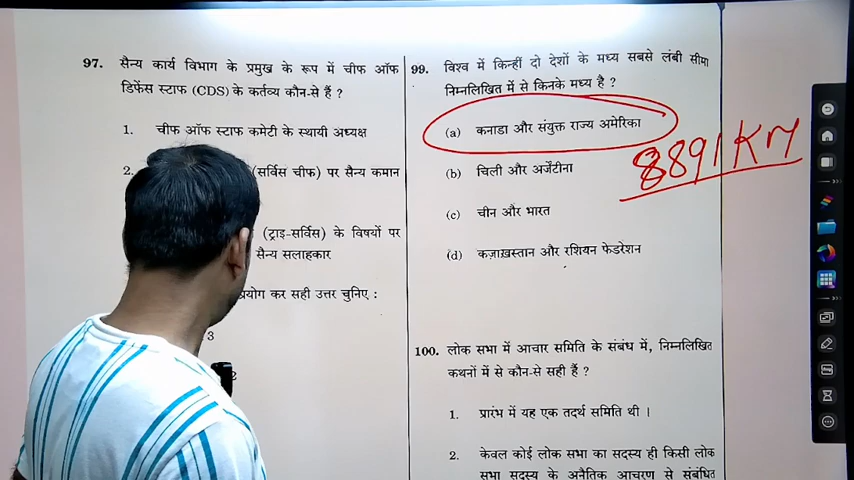 97. सैन्य कार्य विभाग के प्रमुख के रूप में चीफ ऑफ
डिफेंस स्टाफ (CDS) के कर्तव्य कौन-से हैं ?
1. चीफ ऑफ स्टाफ कमेटी के स्थायी अध्यक्ष
2. (सर्विस चीफ) पर सैन्य कमान
(ट्राइ-सर्विस) के विषयों पर
सैन्य सलाहकार
प्रयोग कर सही उत्तर चुनिए :
3
2
99. विश्व में किन्हीं दो देशों के मध्य सबसे लंबी सीमा
निम्नलिखित में से किनके मध्य है ?
(a) कनाडा और संयुक्त राज्य अमेरिका
8891 KM
(b) चिली और अर्जेंटीना
(c) चीन और भारत
(d) कज़ाख़स्तान और रशियन फेडरेशन
100. लोक सभा में आचार समिति के संबंध में, निम्नलिखित
कथनों में से कौन-से सही हैं ?
1. प्रारंभ में यह एक तदर्थ समिति थी ।
2. केवल कोई लोक सभा का सदस्य ही किसी लोक
सभा सदस्य के अनैतिक आचरण से संबंधित